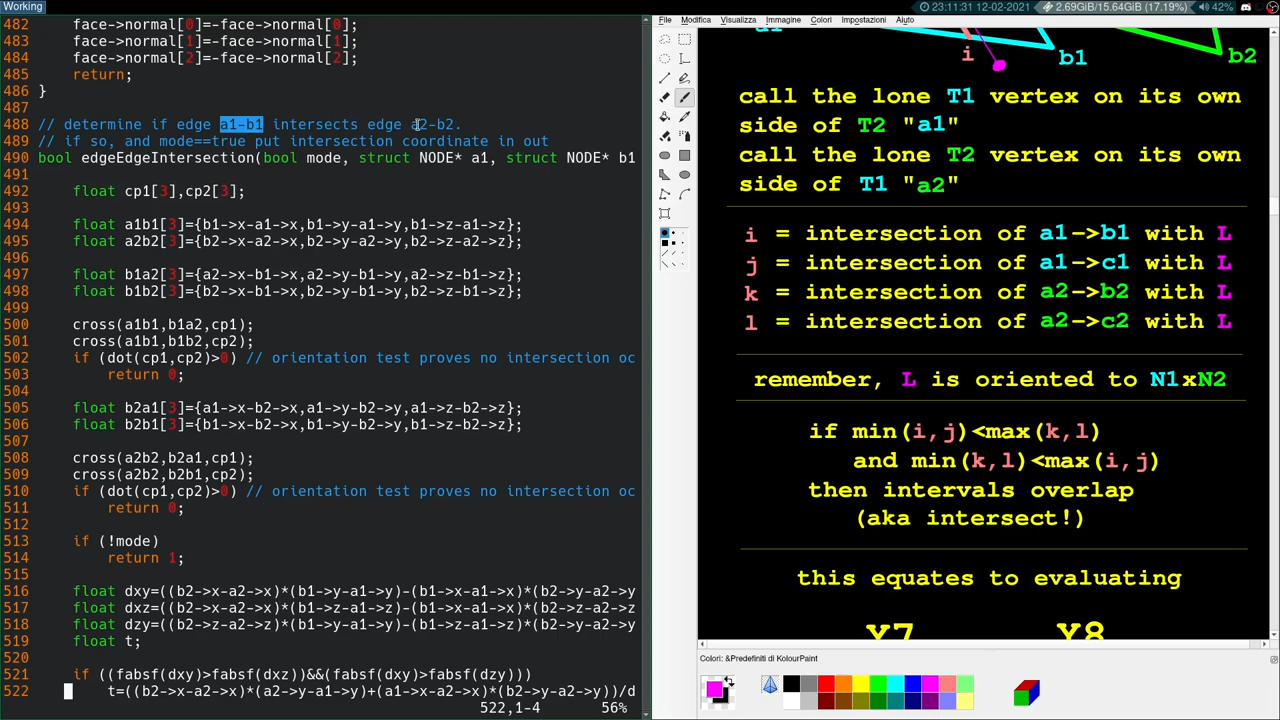 Working
23:11:31 12-02-2021
2.69GiB/15.64GiB (17.19%)
42%
482     face->normal[0]=-face->normal[0];
483     face->normal[1]=-face->normal[1];
484     face->normal[2]=-face->normal[2];
485     return;
486 }
487
488 // determine if edge a1-b1 intersects edge a2-b2.
489 // if so, and mode==true put intersection coordinate in out
490 bool edgeEdgeIntersection(bool mode, struct NODE* a1, struct NODE* b1
491
492     float cp1[3],cp2[3];
493
494     float a1b1[3]={b1->x-a1->x,b1->y-a1->y,b1->z-a1->z};
495     float a2b2[3]={b2->x-a2->x,b2->y-a2->y,b2->z-a2->z};
496
497     float b1a2[3]={a2->x-b1->x,a2->y-b1->y,a2->z-b1->z};
498     float b1b2[3]={b2->x-b1->x,b2->y-b1->y,b2->z-b1->z};
499
500     cross(a1b1,b1a2,cp1);
501     cross(a1b1,b1b2,cp2);
502     if (dot(cp1,cp2)>0) // orientation test proves no intersection oc
503         return 0;
504
505     float b2a1[3]={a1->x-b2->x,a1->y-b2->y,a1->z-b2->z};
506     float b2b1[3]={b1->x-b2->x,b1->y-b2->y,b1->z-b2->z};
507
508     cross(a2b2,b2a1,cp1);
509     cross(a2b2,b2b1,cp2);
510     if (dot(cp1,cp2)>0) // orientation test proves no intersection oc
511         return 0;
512
513     if (!mode)
514         return 1;
515
516     float dxy=((b2->x-a2->x)*(b1->y-a1->y)-(b1->x-a1->x)*(b2->y-a2->y
517     float dxz=((b2->x-a2->x)*(b1->z-a1->z)-(b1->x-a1->x)*(b2->z-a2->z
518     float dzy=((b2->z-a2->z)*(b1->y-a1->y)-(b1->z-a1->z)*(b2->y-a2->y
519     float t;
520
521     if ((fabsf(dxy)>fabsf(dxz))&&(fabsf(dxy)>fabsf(dzy)))
522         t=((b2->x-a2->x)*(a2->y-a1->y)+(a1->x-a2->x)*(b2->y-a2->y))/d
522,1-4 56%
File Modifica Visualizza Immagine Colori Impostazioni Aiuto
i b1 b2
call the lone T1 vertex on its own
side of T2 "a1"
call the lone T2 vertex on its own
side of T1 "a2"
i = intersection of a1->b1 with L
j = intersection of a1->c1 with L
k = intersection of a2->b2 with L
l = intersection of a2->c2 with L
remember, L is oriented to N1xN2
if min(i,j)<max(k,l)
and min(k,l)<max(i,j)
then intervals overlap
(aka intersect!)
this equates to evaluating
Colori: &Predefiniti di KolourPaint